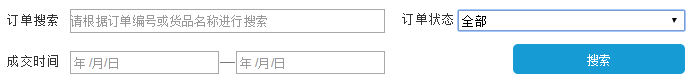 订单搜索 请根据订单编号或货品名称进行搜索 订单状态 全部
成交时间 年 /月/日 — 年 /月/日 搜索